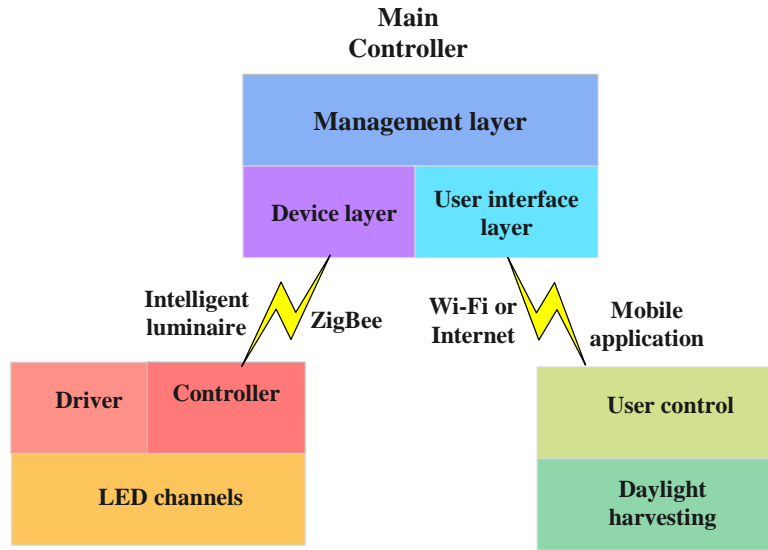 Main
Controller
Management layer
Device layer
User interface
layer
Intelligent
luminaire
ZigBee
Wi-Fi or
Internet
Mobile
application
Driver
Controller
LED channels
User control
Daylight
harvesting